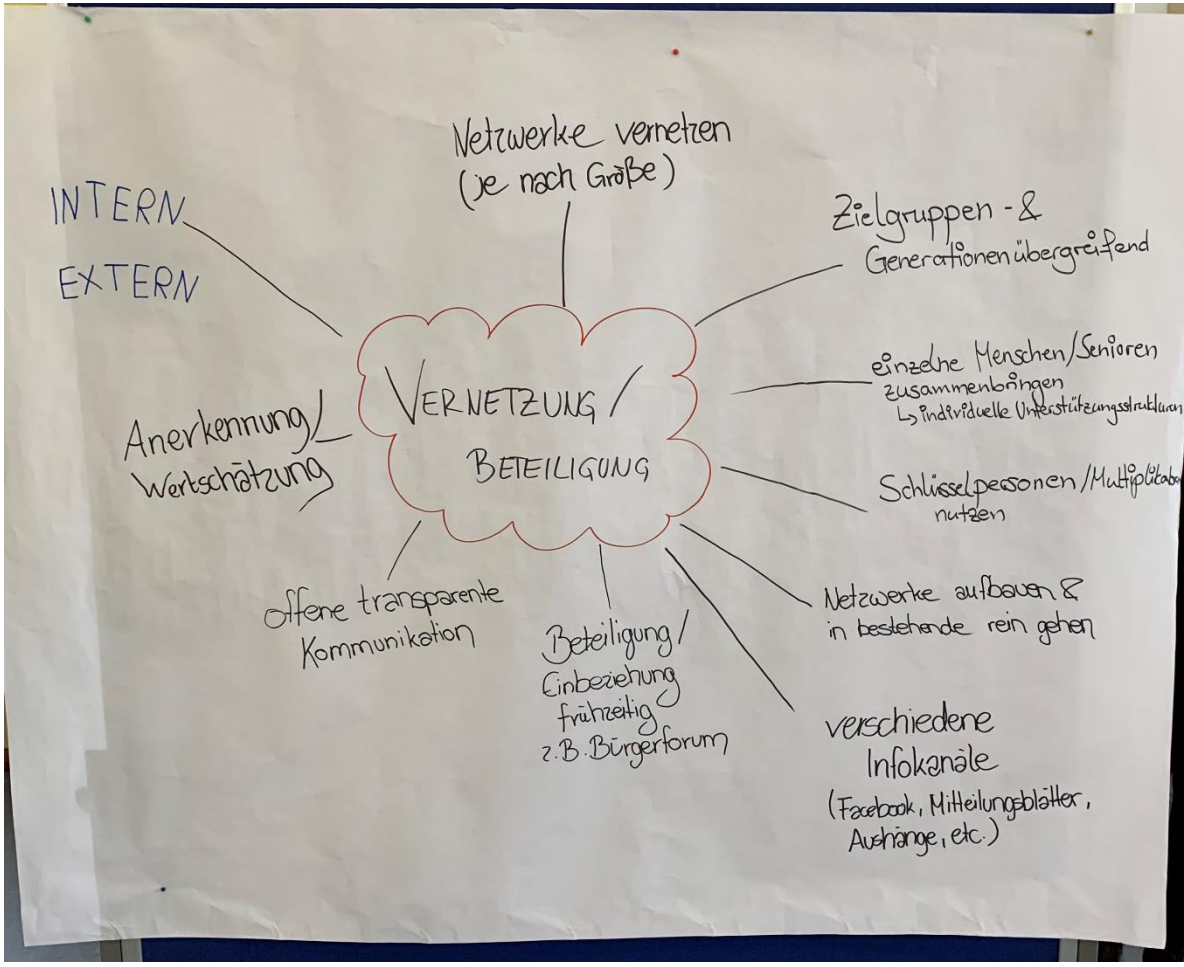 Netzwerke vernetzen
(je nach Größe)
INTERN
EXTERN
Zielgruppen - &
Generationenübergreifend
einzelne Menschen/Senioren
zusammenbringen
↳ individuelle Unterstützungsstrukturen
VERNETZUNG /
BETEILIGUNG
Anerkennung/
Wertschätzung
Schlüsselpersonen/Multiplikatoren
nutzen
offene transparente
Kommunikation
Beteiligung/
Einbeziehung
frühzeitig
z.B. Bürgerforum
Netzwerke aufbauen &
in bestehende rein gehen
verschiedene
Infokanäle
(Facebook, Mitteilungsblätter,
Aushänge, etc.)